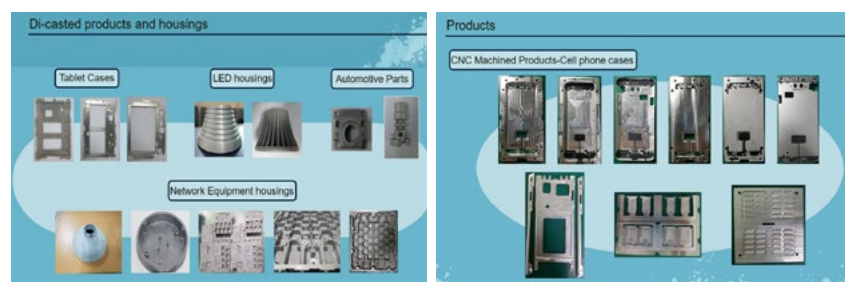 Di-casted products and housings
Tablet Cases
LED housings
Automotive Parts
Network Equipment housings
Products
CNC Machined Products-Cell phone cases